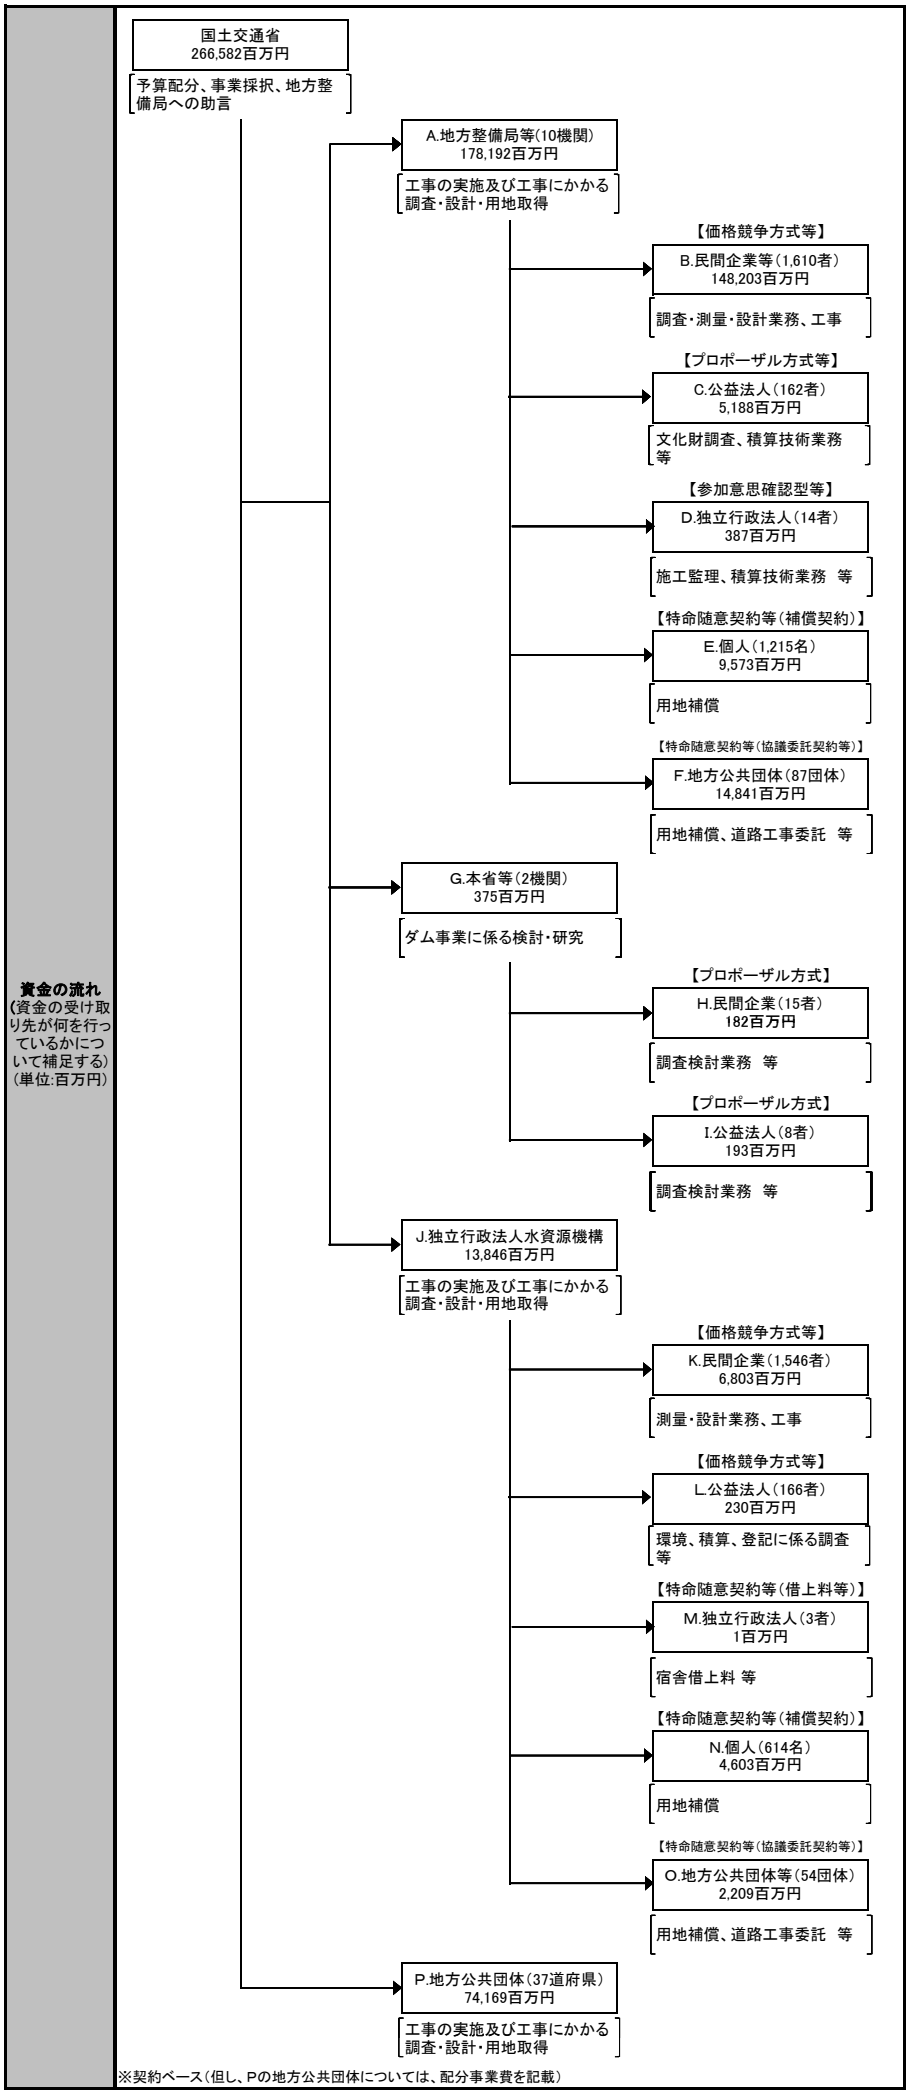 資金の流れ
(資金の受け取
り先が何を行っ
ているかにつ
いて補足する)
(単位:百万円)
国土交通省
266,582百万円
予算配分、事業採択、地方整
備局への助言
A.地方整備局等(10機関)
178,192百万円
工事の実施及び工事にかかる
調査・設計・用地取得
【価格競争方式等】
B.民間企業等(1,610者)
148,203百万円
調査・測量・設計業務、工事
【プロポーザル方式等】
C.公益法人(162者)
5,188百万円
文化財調査、積算技術業務
等
【参加意思確認型等】
D.独立行政法人(14者)
387百万円
施工監理、積算技術業務 等
【特命随意契約等(補償契約)】
E.個人(1,215名)
9,573百万円
用地補償
【特命随意契約等(協議委託契約等)】
F.地方公共団体(87団体)
14,841百万円
用地補償、道路工事委託 等
G.本省等(2機関)
375百万円
ダム事業に係る検討・研究
【プロポーザル方式】
H.民間企業(15者)
182百万円
調査検討業務 等
【プロポーザル方式】
I.公益法人(8者)
193百万円
調査検討業務 等
J.独立行政法人水資源機構
13,846百万円
工事の実施及び工事にかかる
調査・設計・用地取得
【価格競争方式等】
K.民間企業(1,546者)
6,803百万円
測量・設計業務、工事
【価格競争方式等】
L.公益法人(166者)
230百万円
環境、積算、登記に係る調査
等
【特命随意契約等(借上料等)】
M.独立行政法人(3者)
1百万円
宿舎借上料 等
【特命随意契約等(補償契約)】
N.個人(614名)
4,603百万円
用地補償
【特命随意契約等(協議委託契約等)】
O.地方公共団体等(54団体)
2,209百万円
用地補償、道路工事委託 等
P.地方公共団体(37道府県)
74,169百万円
工事の実施及び工事にかかる
調査・設計・用地取得
※契約ベース(但し、Pの地方公共団体については、配分事業費を記載)